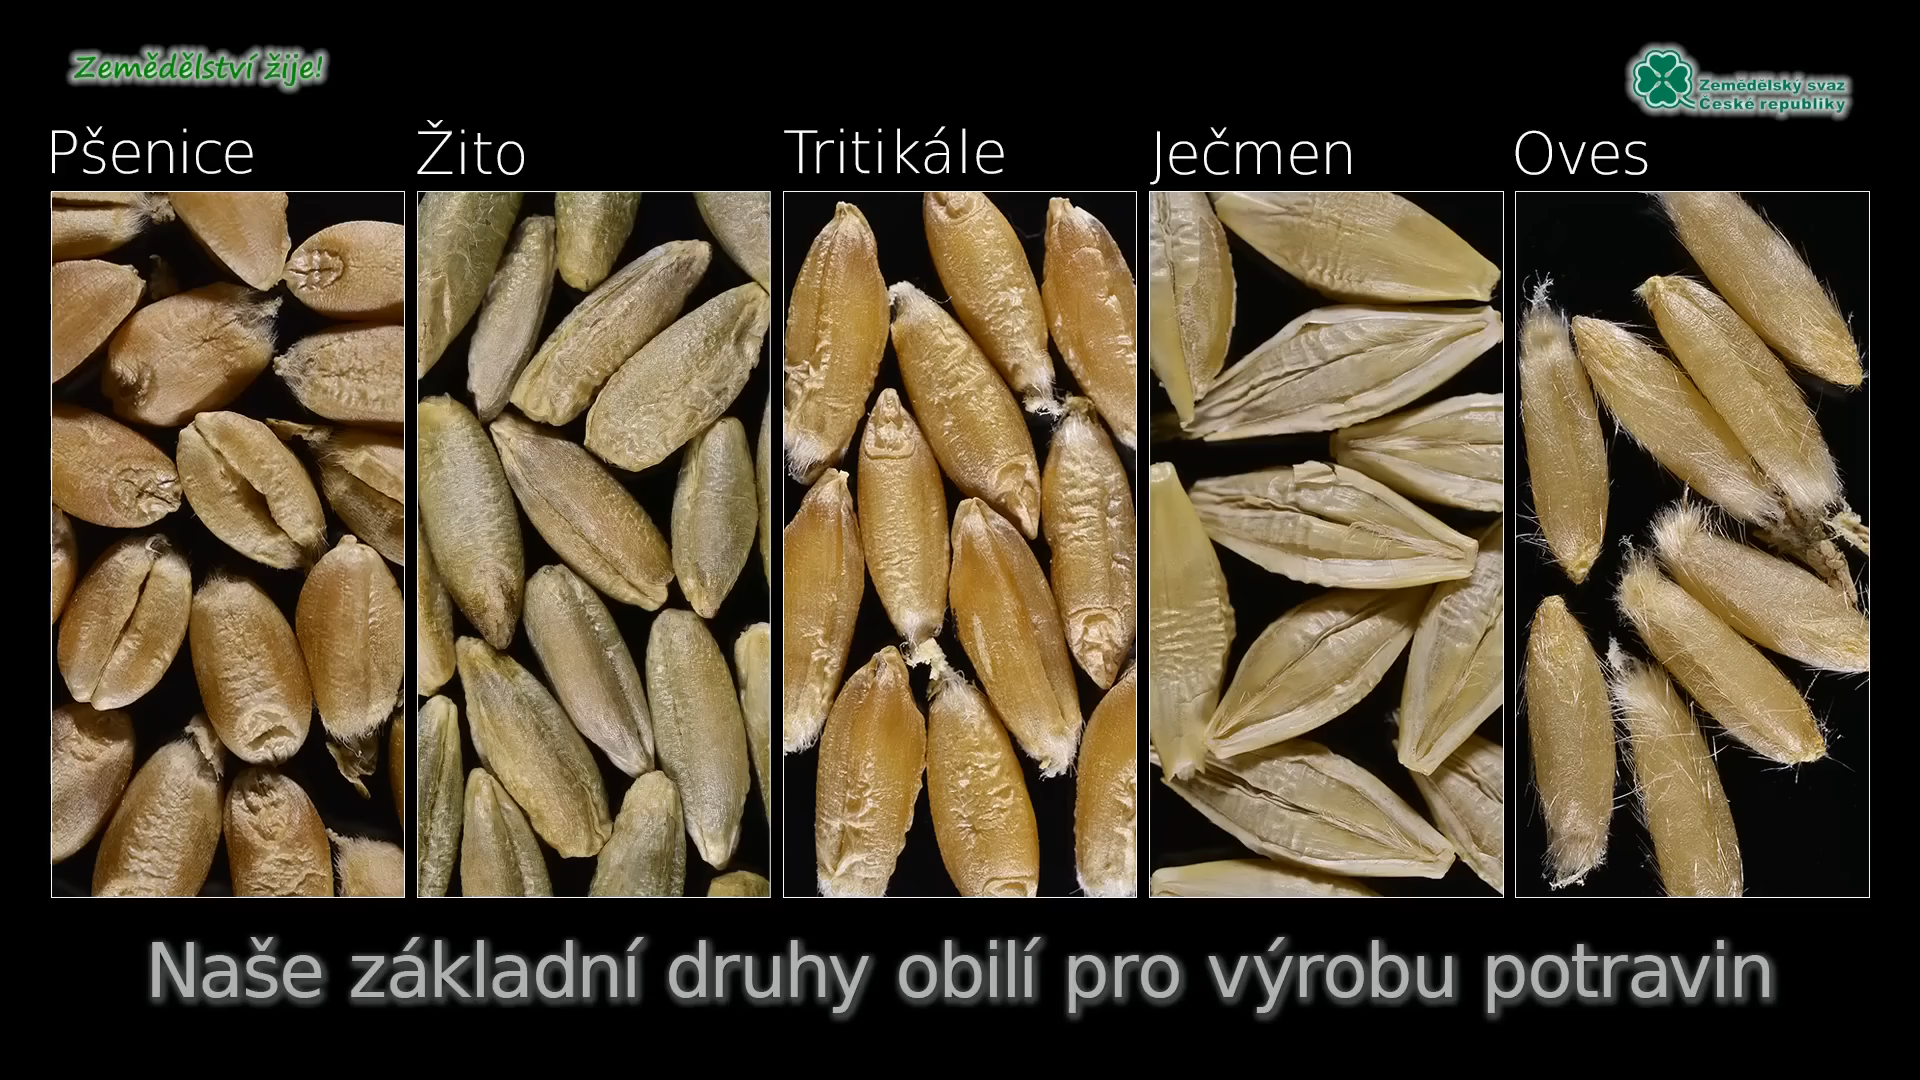 Zemědělství žije!
Zemědělský svaz
České republiky
Pšenice
Žito
Tritikále
Ječmen
Oves
Naše základní druhy obilí pro výrobu potravin